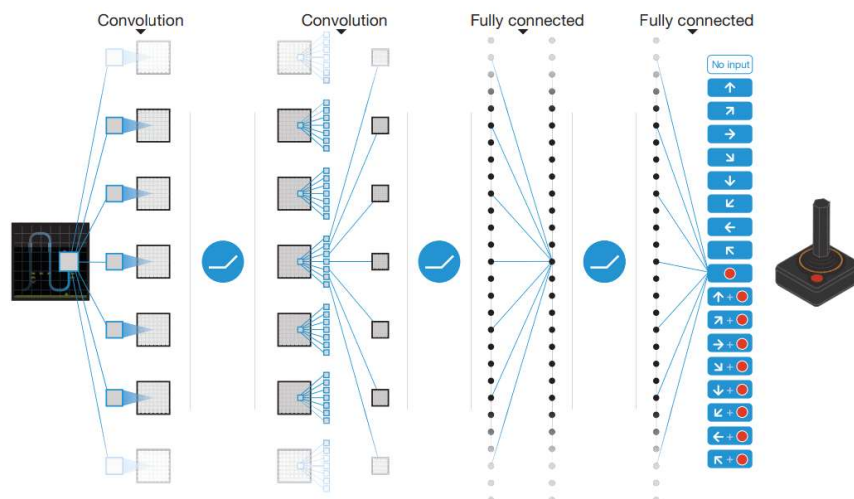 Convolution
Convolution
Fully connected
Fully connected
No input
+
+
+
+
+
+
+
+